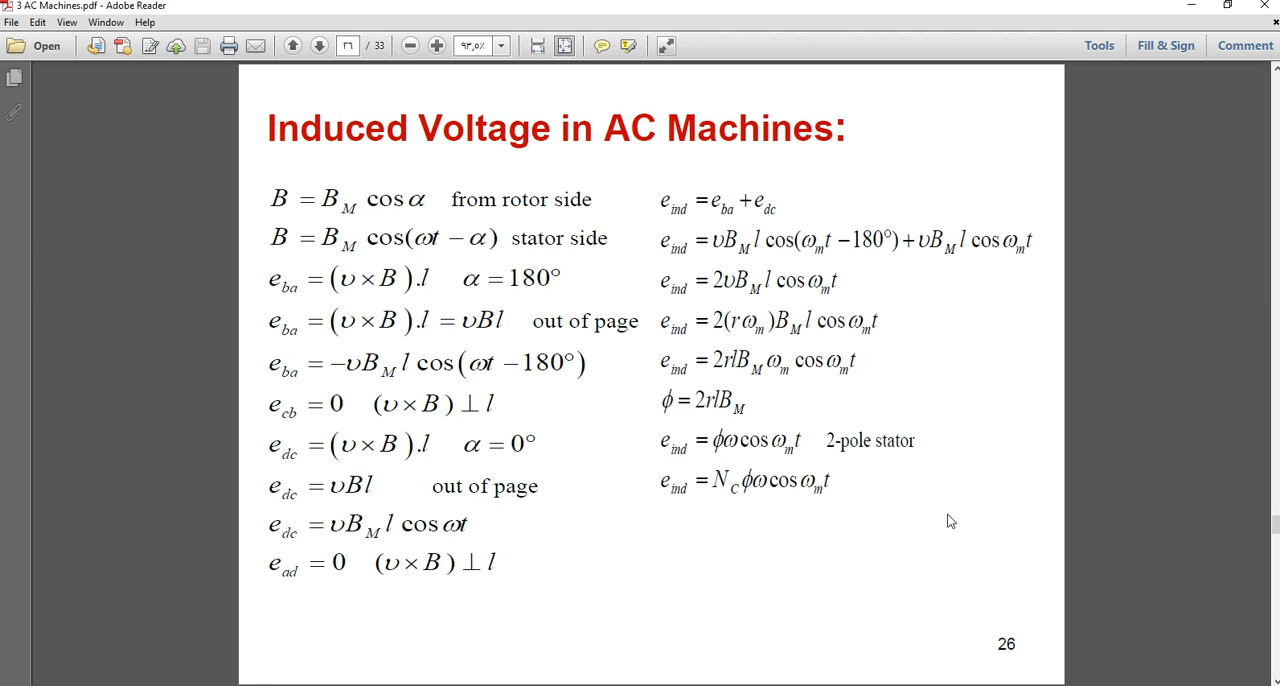 3 AC Machines.pdf - Adobe Reader
File Edit View Window Help
Open
۲۶ / 33
۹۳٫۵٪
Tools Fill & Sign Comment
Induced Voltage in AC Machines:
B = B_M cos α from rotor side
B = B_M cos(ωt − α) stator side
e_ba = (υ × B).l α = 180°
e_ba = (υ × B).l = υBl out of page
e_ba = −υB_M l cos(ωt − 180°)
e_cb = 0 (υ × B) ⊥ l
e_dc = (υ × B).l α = 0°
e_dc = υBl out of page
e_dc = υB_M l cos ωt
e_ad = 0 (υ × B) ⊥ l
e_ind = e_ba + e_dc
e_ind = υB_M l cos(ω_m t − 180°) + υB_M l cos ω_m t
e_ind = 2υB_M l cos ω_m t
e_ind = 2(rω_m)B_M l cos ω_m t
e_ind = 2rlB_M ω_m cos ω_m t
ϕ = 2rlB_M
e_ind = ϕω cos ω_m t 2-pole stator
e_ind = N_C ϕω cos ω_m t
26